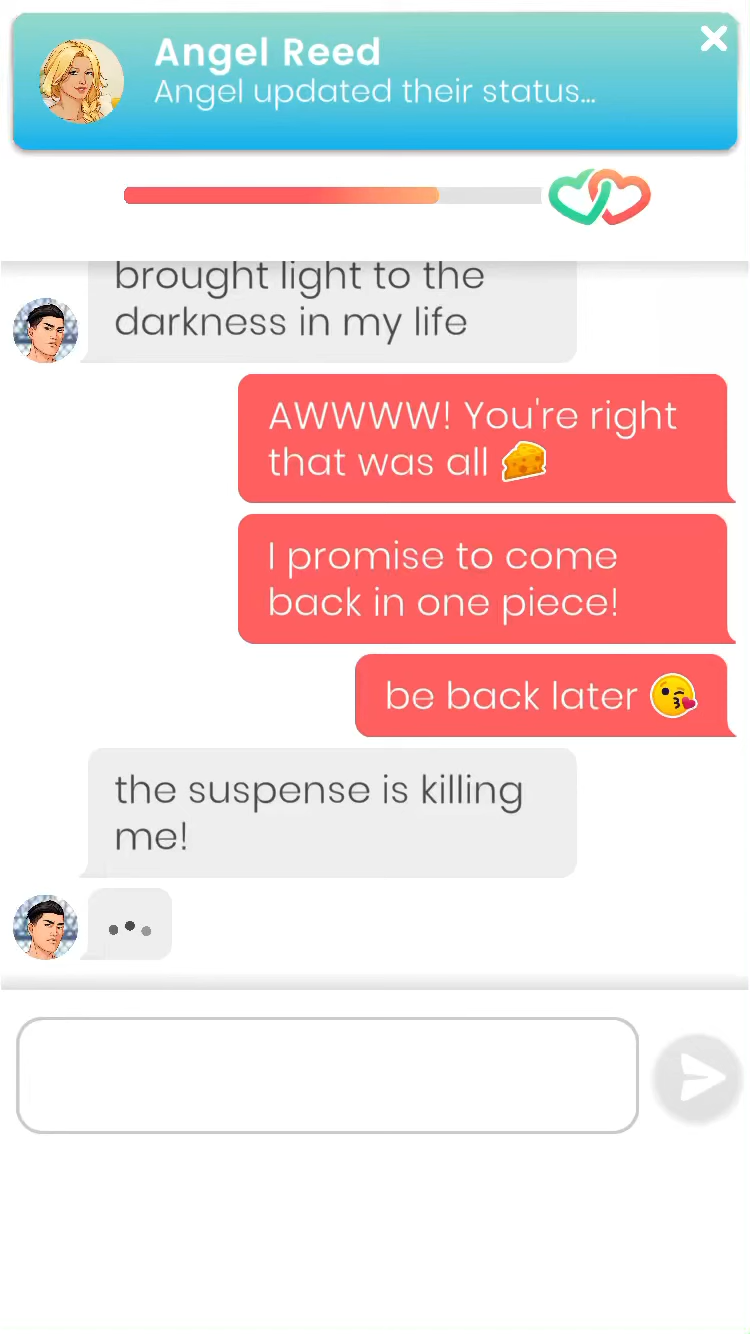 Angel Reed
Angel updated their status...
brought light to the
darkness in my life
AWWWW! You're right
that was all 🧀
I promise to come
back in one piece!
be back later 😘
the suspense is killing
me!